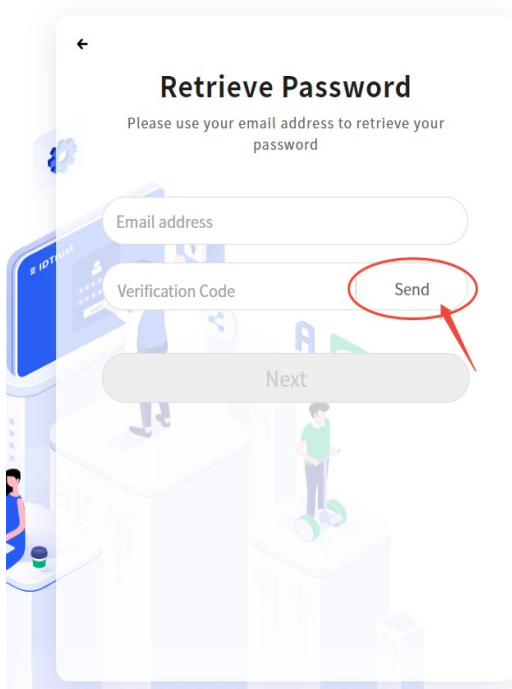 Retrieve Password
Please use your email address to retrieve your
password
Email address
≡ IDTrust
Verification Code
Send
Next